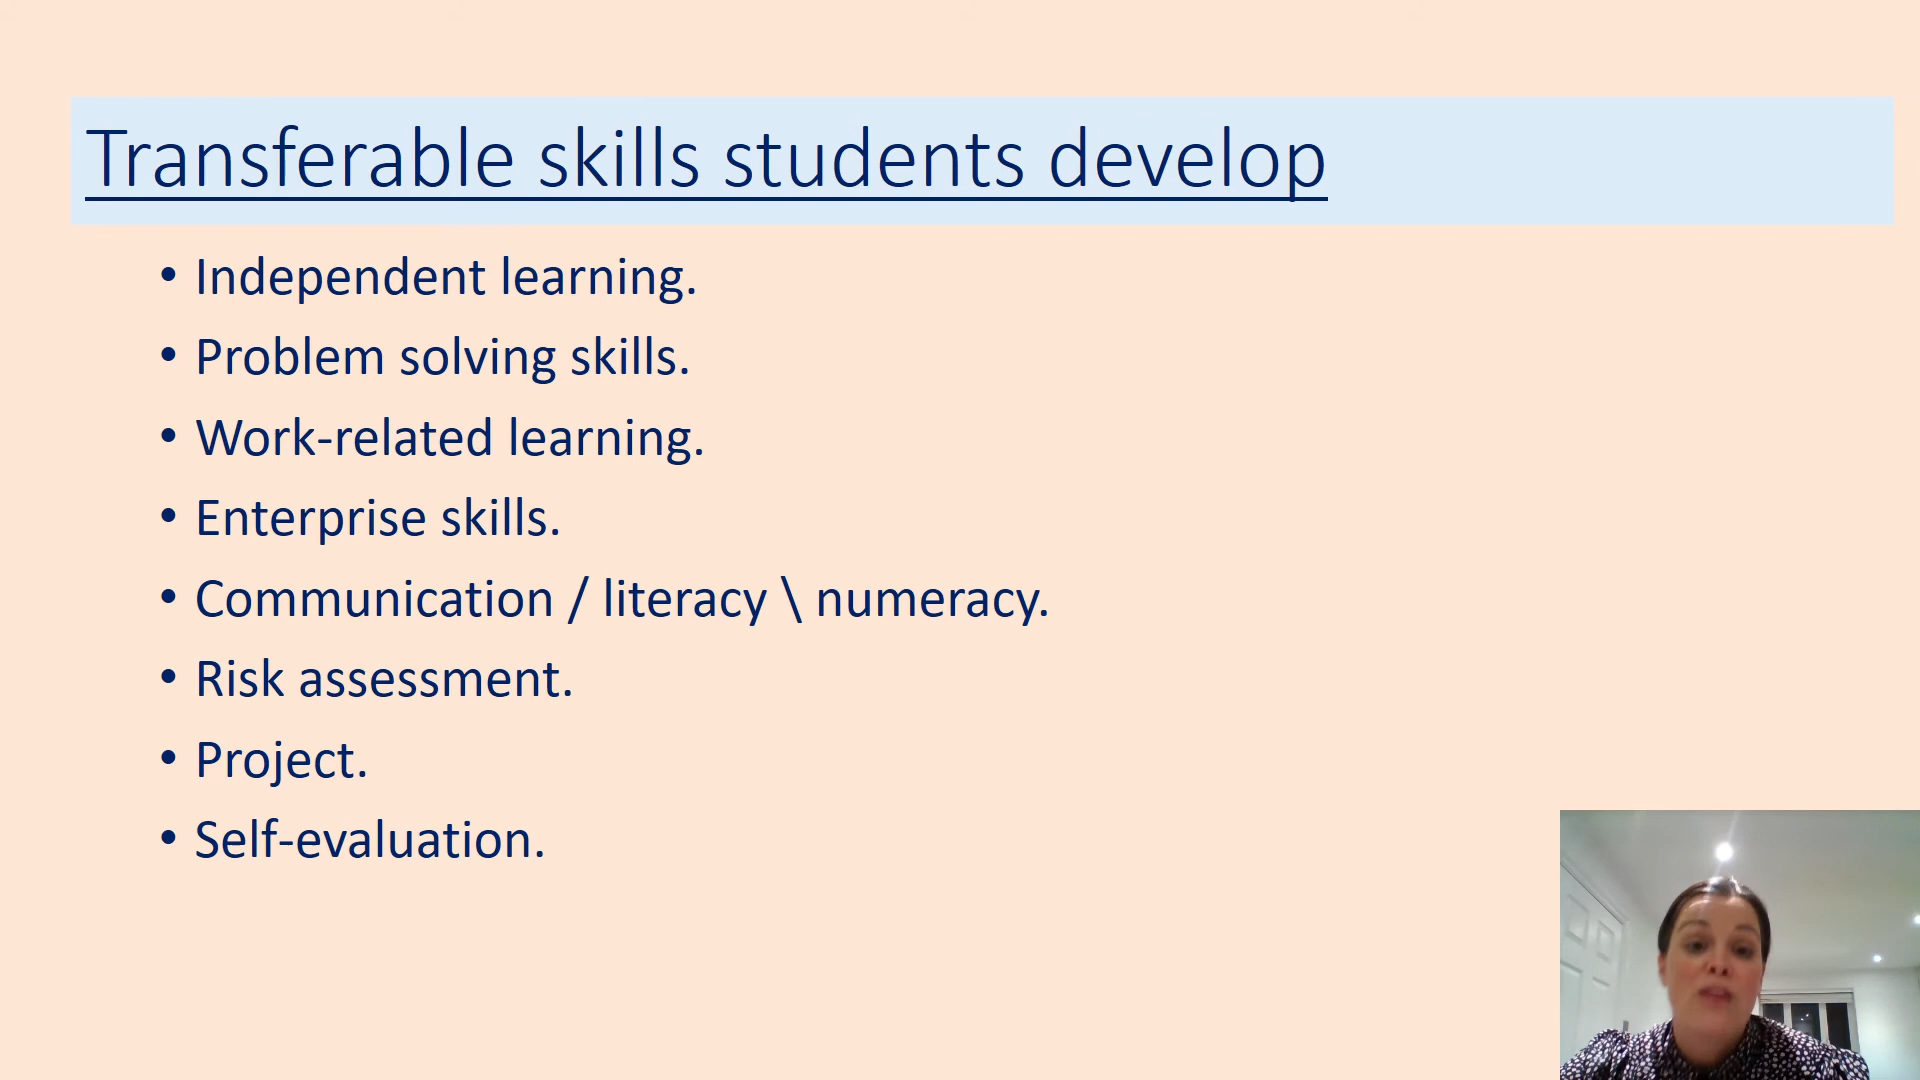 Transferable skills students develop
• Independent learning.
• Problem solving skills.
• Work-related learning.
• Enterprise skills.
• Communication / literacy \ numeracy.
• Risk assessment.
• Project.
• Self-evaluation.